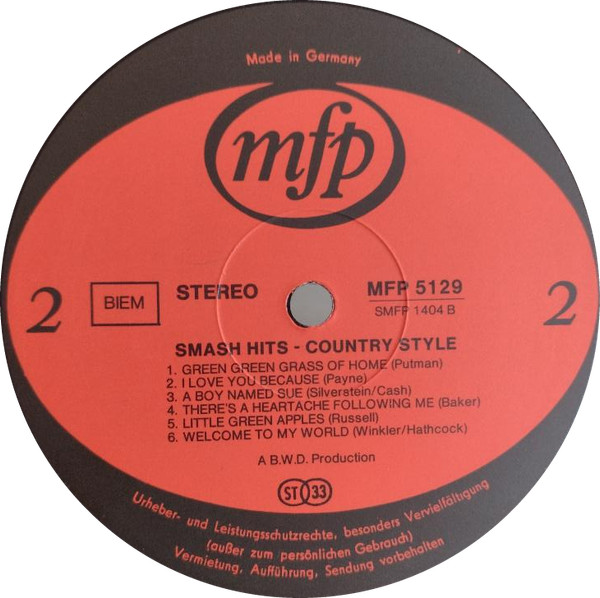 Made in Germany
mfp
2
BIEM
STEREO
MFP 5129
SMFP 1404 B
2
SMASH HITS - COUNTRY STYLE
1. GREEN GREEN GRASS OF HOME (Putman)
2. I LOVE YOU BECAUSE (Payne)
3. A BOY NAMED SUE (Silverstein/Cash)
4. THERE'S A HEARTACHE FOLLOWING ME (Baker)
5. LITTLE GREEN APPLES (Russell)
6. WELCOME TO MY WORLD (Winkler/Hathcock)
A B.W.D. Production
ST 33
Urheber- und Leistungsschutzrechte, besonders Vervielfältigung
(außer zum persönlichen Gebrauch)
Vermietung, Aufführung, Sendung vorbehalten